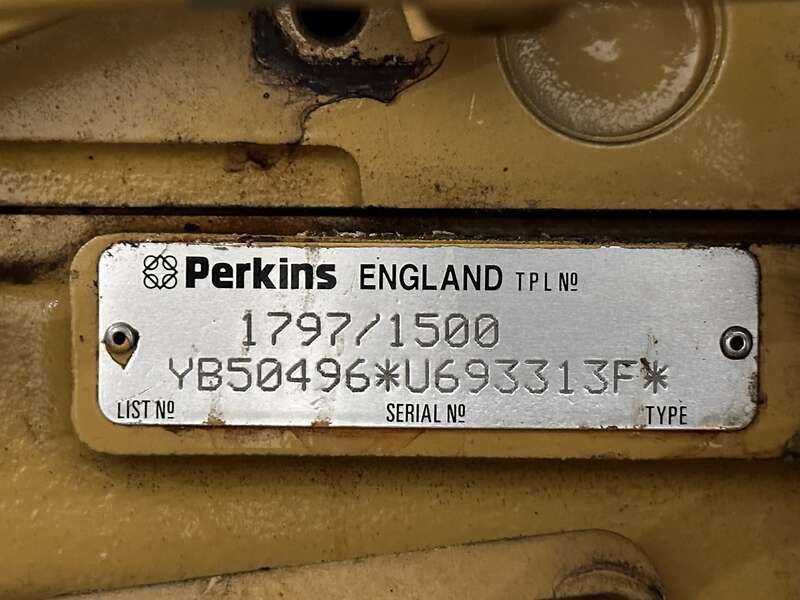 Perkins ENGLAND TPL Nº
1797/1500
YB50496*U693313F*
LIST Nº SERIAL Nº TYPE